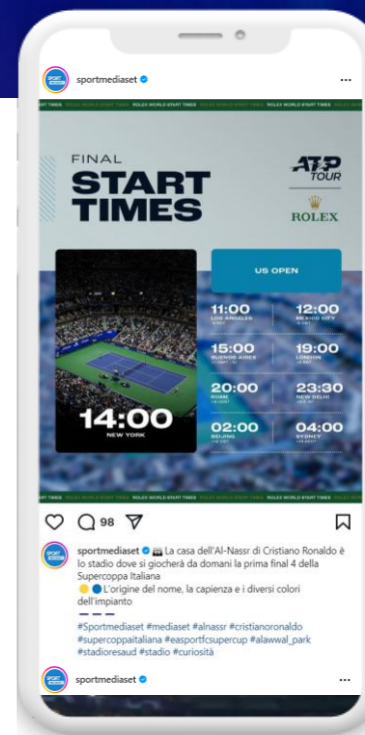 sportmediaset
FINAL
START
TIMES
ATP
TOUR
ROLEX
US OPEN
14:00
NEW YORK
11:00
LOS ANGELES
12:00
MEXICO CITY
15:00
BUENOS AIRES
19:00
LONDON
20:00
ROME
23:30
NEW DELHI
02:00
BEIJING
04:00
SYDNEY
98
sportmediaset La casa dell'Al-Nassr di Cristiano Ronaldo è
lo stadio dove si giocherà da domani la prima final 4 della
Supercoppa Italiana
L'origine del nome, la capienza e i diversi colori
dell'impianto
#Sportmediaset #mediaset #alnassr #cristianoronaldo
#supercoppaitaliana #easportfcsupercup #alawwal_park
#stadioresaud #stadio #curiosità
sportmediaset